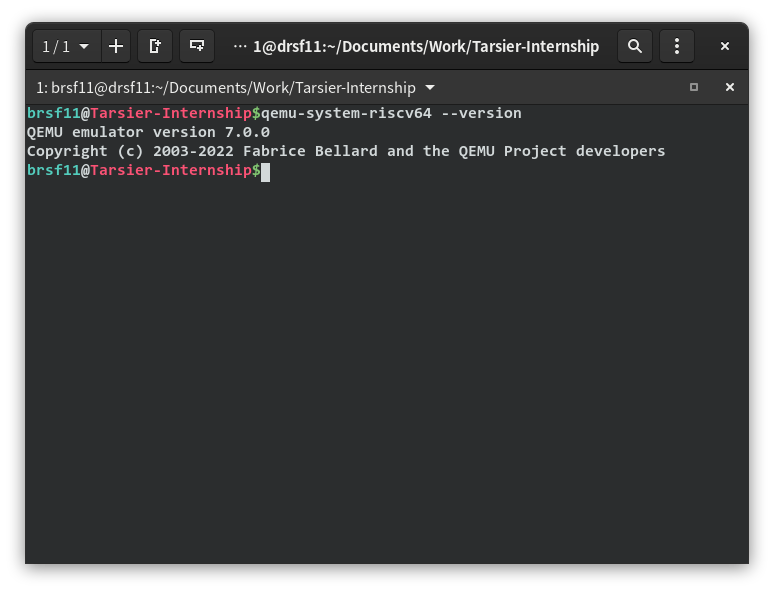 1 / 1
··· 1@drsf11:~/Documents/Work/Tarsier-Internship
1: brsf11@drsf11:~/Documents/Work/Tarsier-Internship
brsf11@Tarsier-Internship$qemu-system-riscv64 --version
QEMU emulator version 7.0.0
Copyright (c) 2003-2022 Fabrice Bellard and the QEMU Project developers
brsf11@Tarsier-Internship$